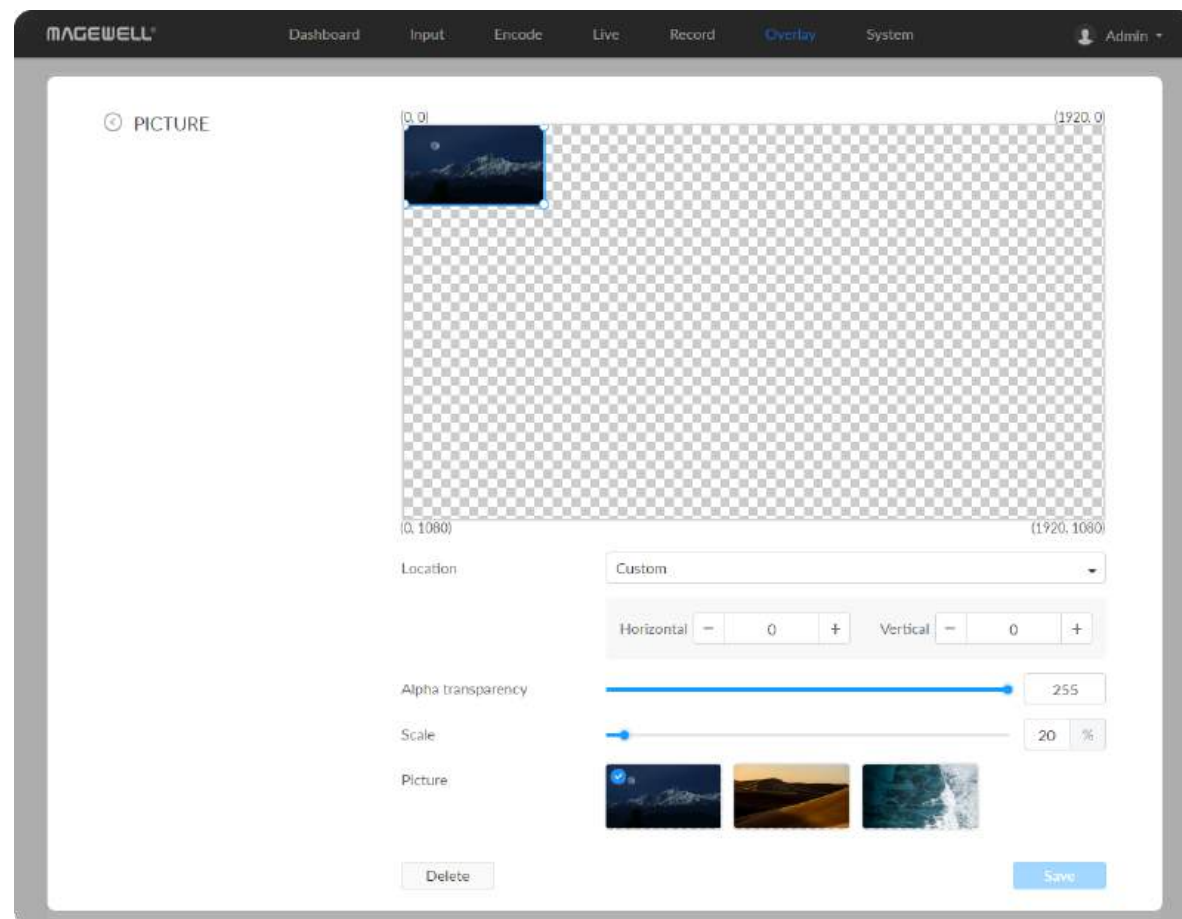 MAGEWELL® Dashboard Input Encode Live Record Overlay System Admin
PICTURE
(0, 0) (1920, 0)
(0, 1080) (1920, 1080)
Location Custom
Horizontal − 0 + Vertical − 0 +
Alpha transparency 255
Scale 20 %
Picture
Delete Save